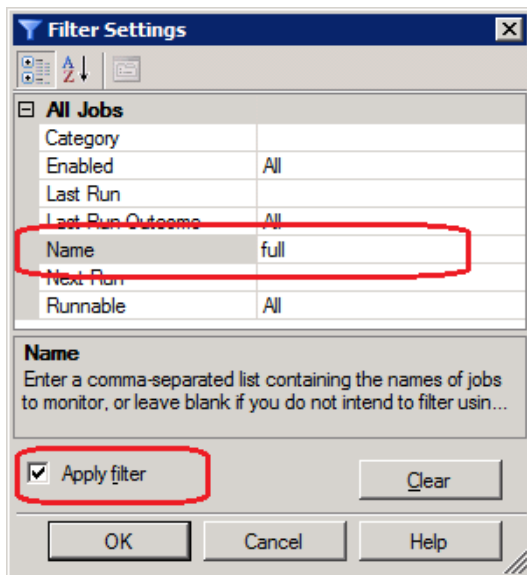 Filter Settings
All Jobs
Category
Enabled All
Last Run
Last Run Outcome All
Name full
Next Run
Runnable All
Name
Enter a comma-separated list containing the names of jobs
to monitor, or leave blank if you do not intend to filter usin...
Apply filter
Clear
OK Cancel Help